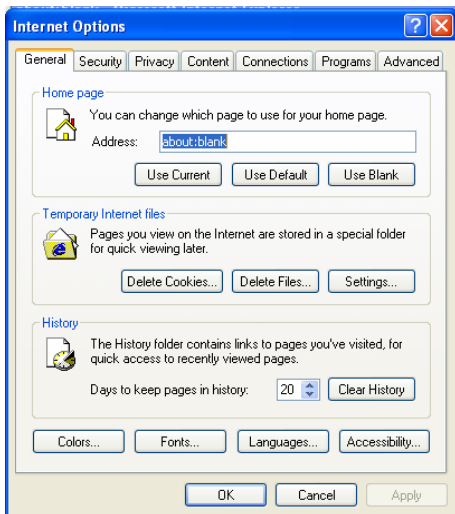 Internet Options
General Security Privacy Content Connections Programs Advanced
Home page
You can change which page to use for your home page.
Address: about:blank
Use Current Use Default Use Blank
Temporary Internet files
Pages you view on the Internet are stored in a special folder
for quick viewing later.
Delete Cookies... Delete Files... Settings...
History
The History folder contains links to pages you've visited, for
quick access to recently viewed pages.
Days to keep pages in history: 20 Clear History
Colors... Fonts... Languages... Accessibility...
OK Cancel Apply